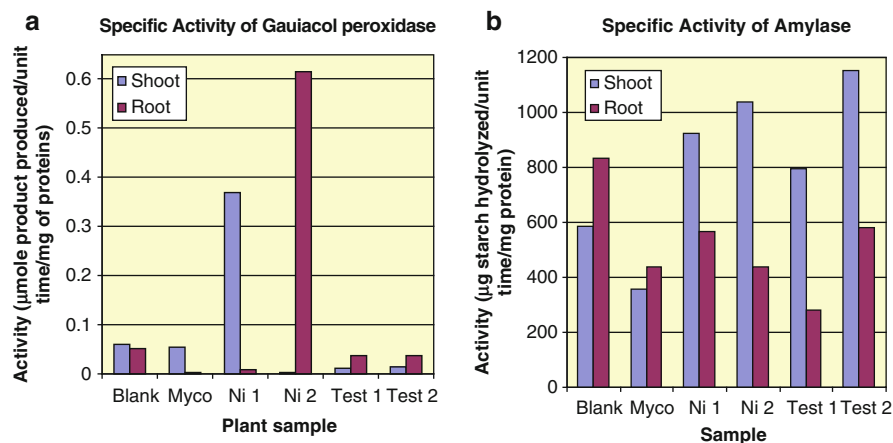 a
Specific Activity of Gauiacol peroxidase
Activity (µmole product produced/unit
time/mg of proteins)
0.6
0.5
0.4
0.3
0.2
0.1
0
Shoot
Root
Blank Myco Ni 1 Ni 2 Test 1 Test 2
Plant sample
b
Specific Activity of Amylase
Activity (µg starch hydrolyzed/unit
time/mg protein)
1200
1000
800
600
400
200
0
Shoot
Root
Blank Myco Ni 1 Ni 2 Test 1 Test 2
Sample